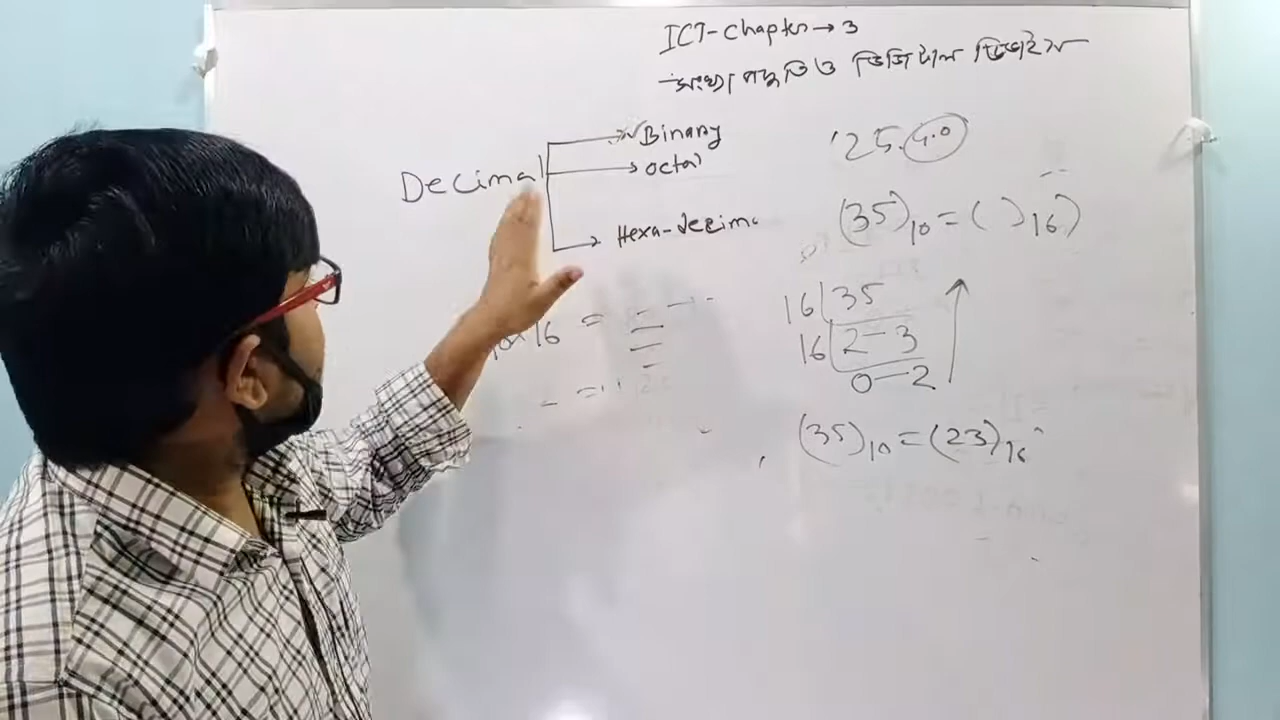 ICT-Chapter→3
সংখ্যা পদ্ধতি ও ডিজিটাল ডিভাইস
Decimal
→ Binary
→ octal
→ Hexa-decima
25.
(35)10 = ( )16
16|35
16|2-3
0-2
(35)10 = (23)16
16 =